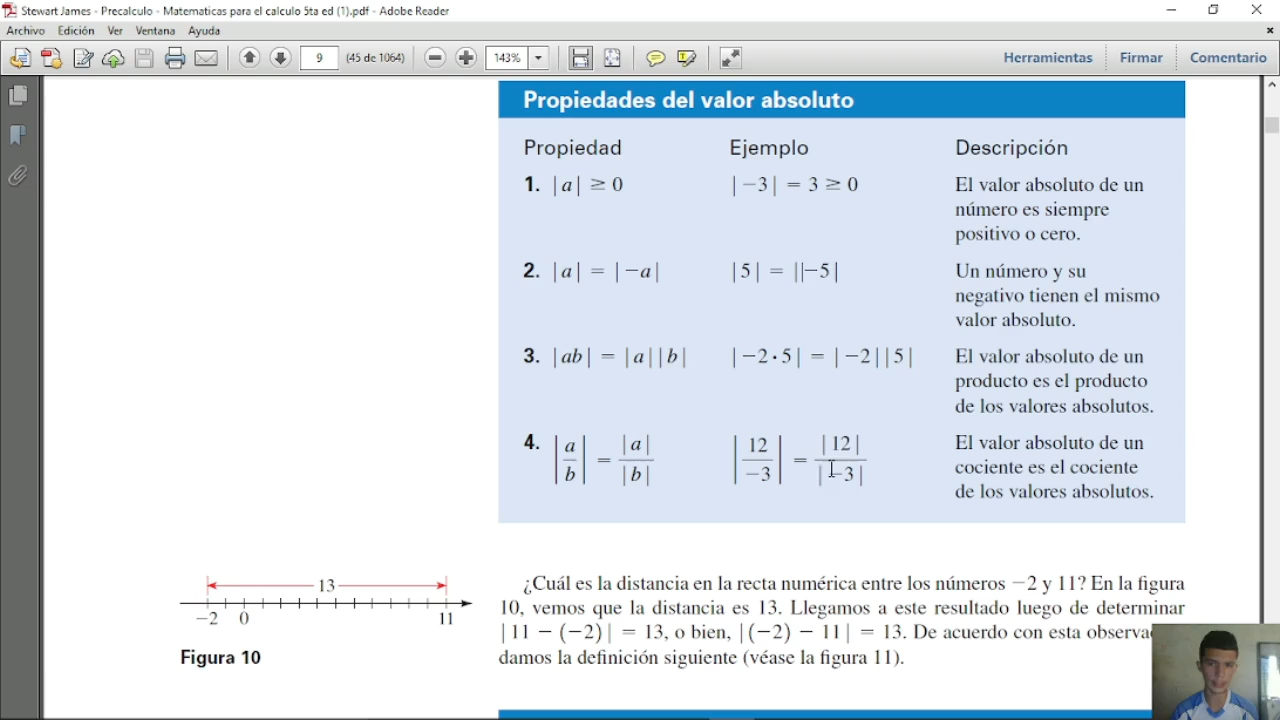 Stewart James - Precalculo - Matematicas para el calculo 5ta ed (1).pdf - Adobe Reader
Archivo Edición Ver Ventana Ayuda
9 (45 de 1064) 143% Herramientas Firmar Comentario
Propiedades del valor absoluto
Propiedad Ejemplo Descripción
1. |a| ≥ 0 |−3| = 3 ≥ 0 El valor absoluto de un
número es siempre
positivo o cero.
2. |a| = |−a| |5| = ||−5| Un número y su
negativo tienen el mismo
valor absoluto.
3. |ab| = |a||b| |−2·5| = |−2||5| El valor absoluto de un
producto es el producto
de los valores absolutos.
4. |a/b| = |a|/|b| |12/−3| = |12|/|−3| El valor absoluto de un
cociente es el cociente
de los valores absolutos.
13
−2 0 11
Figura 10
¿Cuál es la distancia en la recta numérica entre los números −2 y 11? En la figura
10, vemos que la distancia es 13. Llegamos a este resultado luego de determinar
|11 − (−2)| = 13, o bien, |(−2) − 11| = 13. De acuerdo con esta
damos la definición siguiente (véase la figura 11).